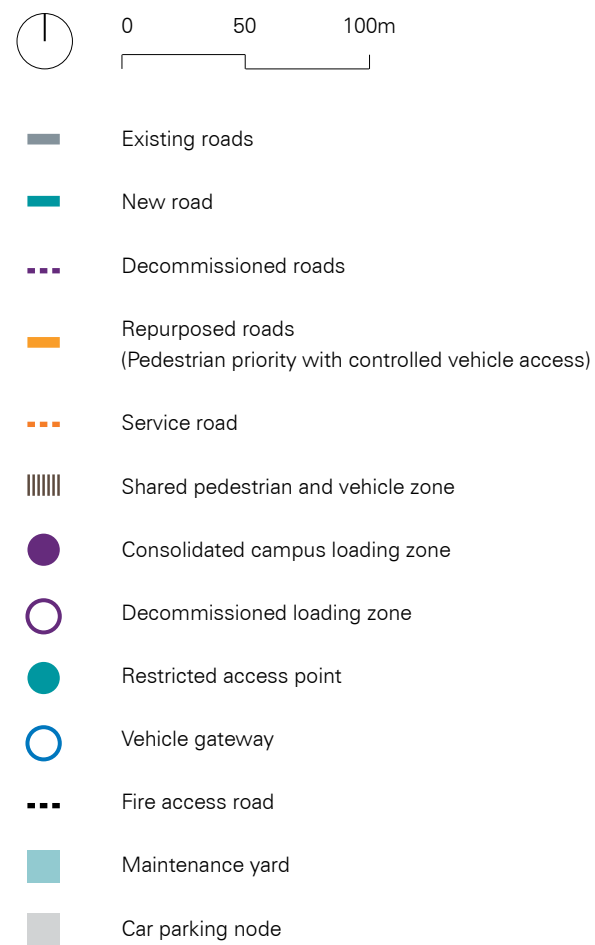 0 50 100m
Existing roads
New road
Decommissioned roads
Repurposed roads
(Pedestrian priority with controlled vehicle access)
Service road
Shared pedestrian and vehicle zone
Consolidated campus loading zone
Decommissioned loading zone
Restricted access point
Vehicle gateway
Fire access road
Maintenance yard
Car parking node